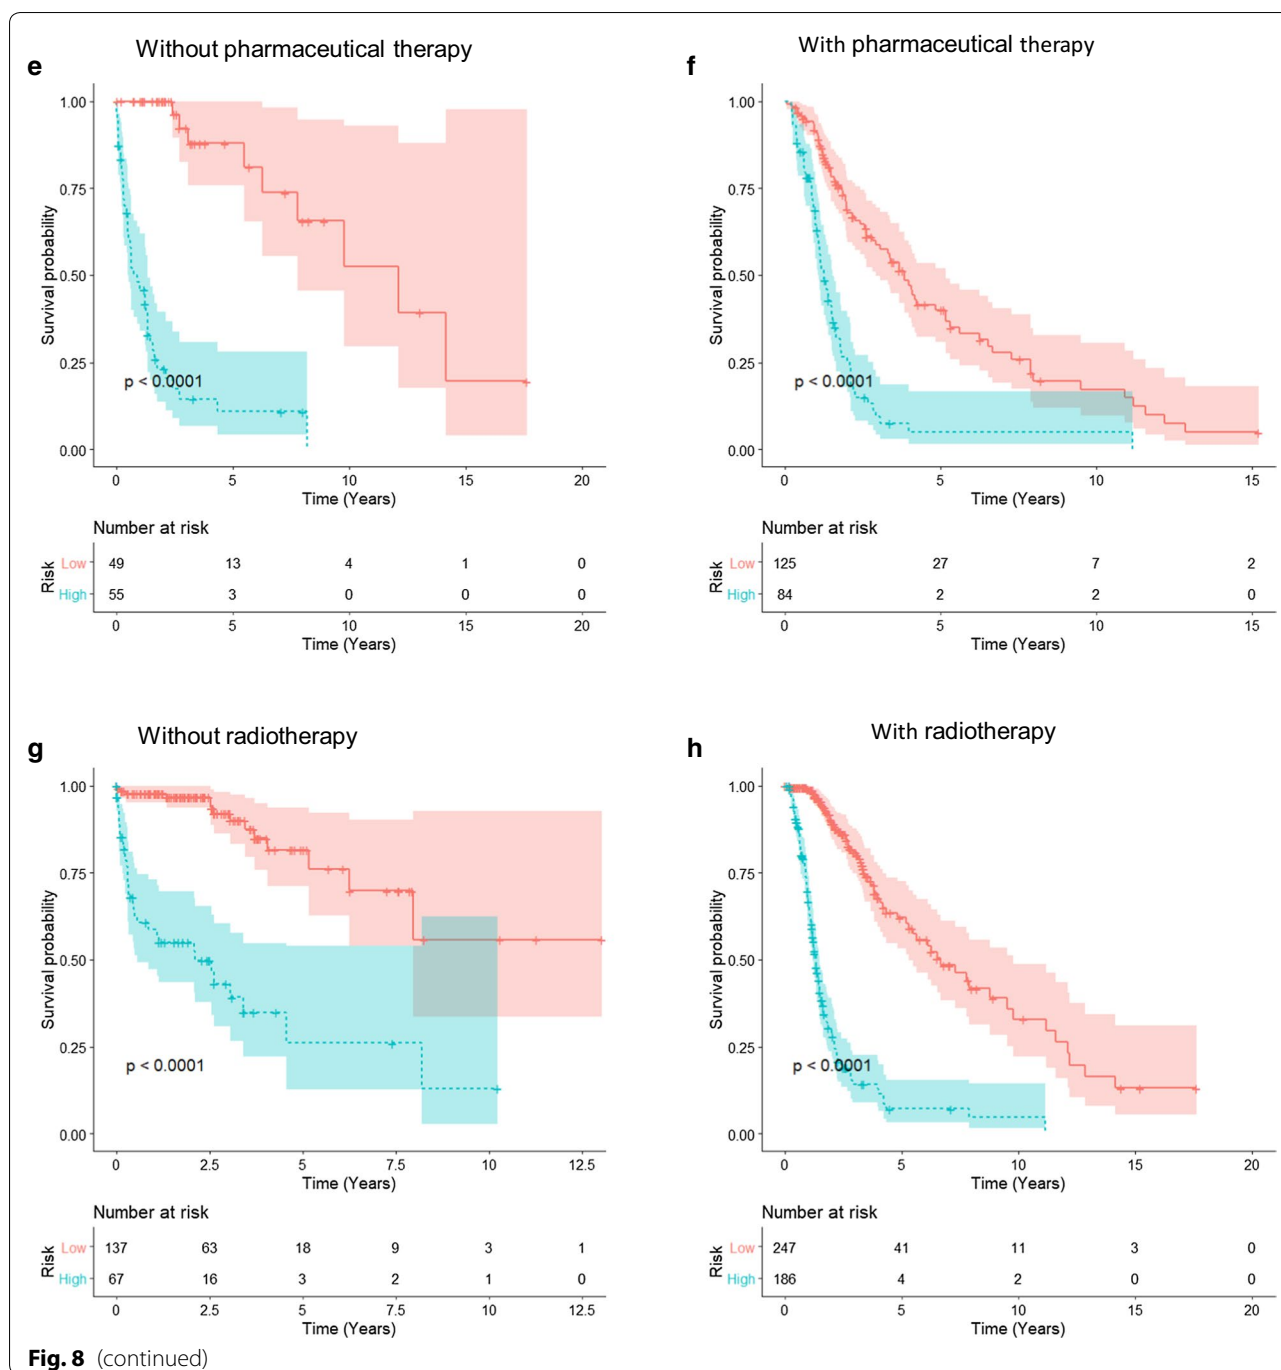 e
Without pharmaceutical therapy
Survival probability
1.00
0.75
0.50
0.25
0.00
p < 0.0001
0 5 10 15 20
Time (Years)
Number at risk
Risk
Low 49 13 4 1 0
High 55 3 0 0 0
0 5 10 15 20
Time (Years)
f
With pharmaceutical therapy
Survival probability
1.00
0.75
0.50
0.25
0.00
p < 0.0001
0 5 10 15
Time (Years)
Number at risk
Risk
Low 125 27 7 2
High 84 2 2 0
0 5 10 15
Time (Years)
g
Without radiotherapy
Survival probability
1.00
0.75
0.50
0.25
0.00
p < 0.0001
0 2.5 5 7.5 10 12.5
Time (Years)
Number at risk
Risk
Low 137 63 18 9 3 1
High 67 16 3 2 1 0
0 2.5 5 7.5 10 12.5
Time (Years)
h
With radiotherapy
Survival probability
1.00
0.75
0.50
0.25
0.00
p < 0.0001
0 5 10 15 20
Time (Years)
Number at risk
Risk
Low 247 41 11 3 0
High 186 4 2 0 0
0 5 10 15 20
Time (Years)
Fig. 8 (continued)